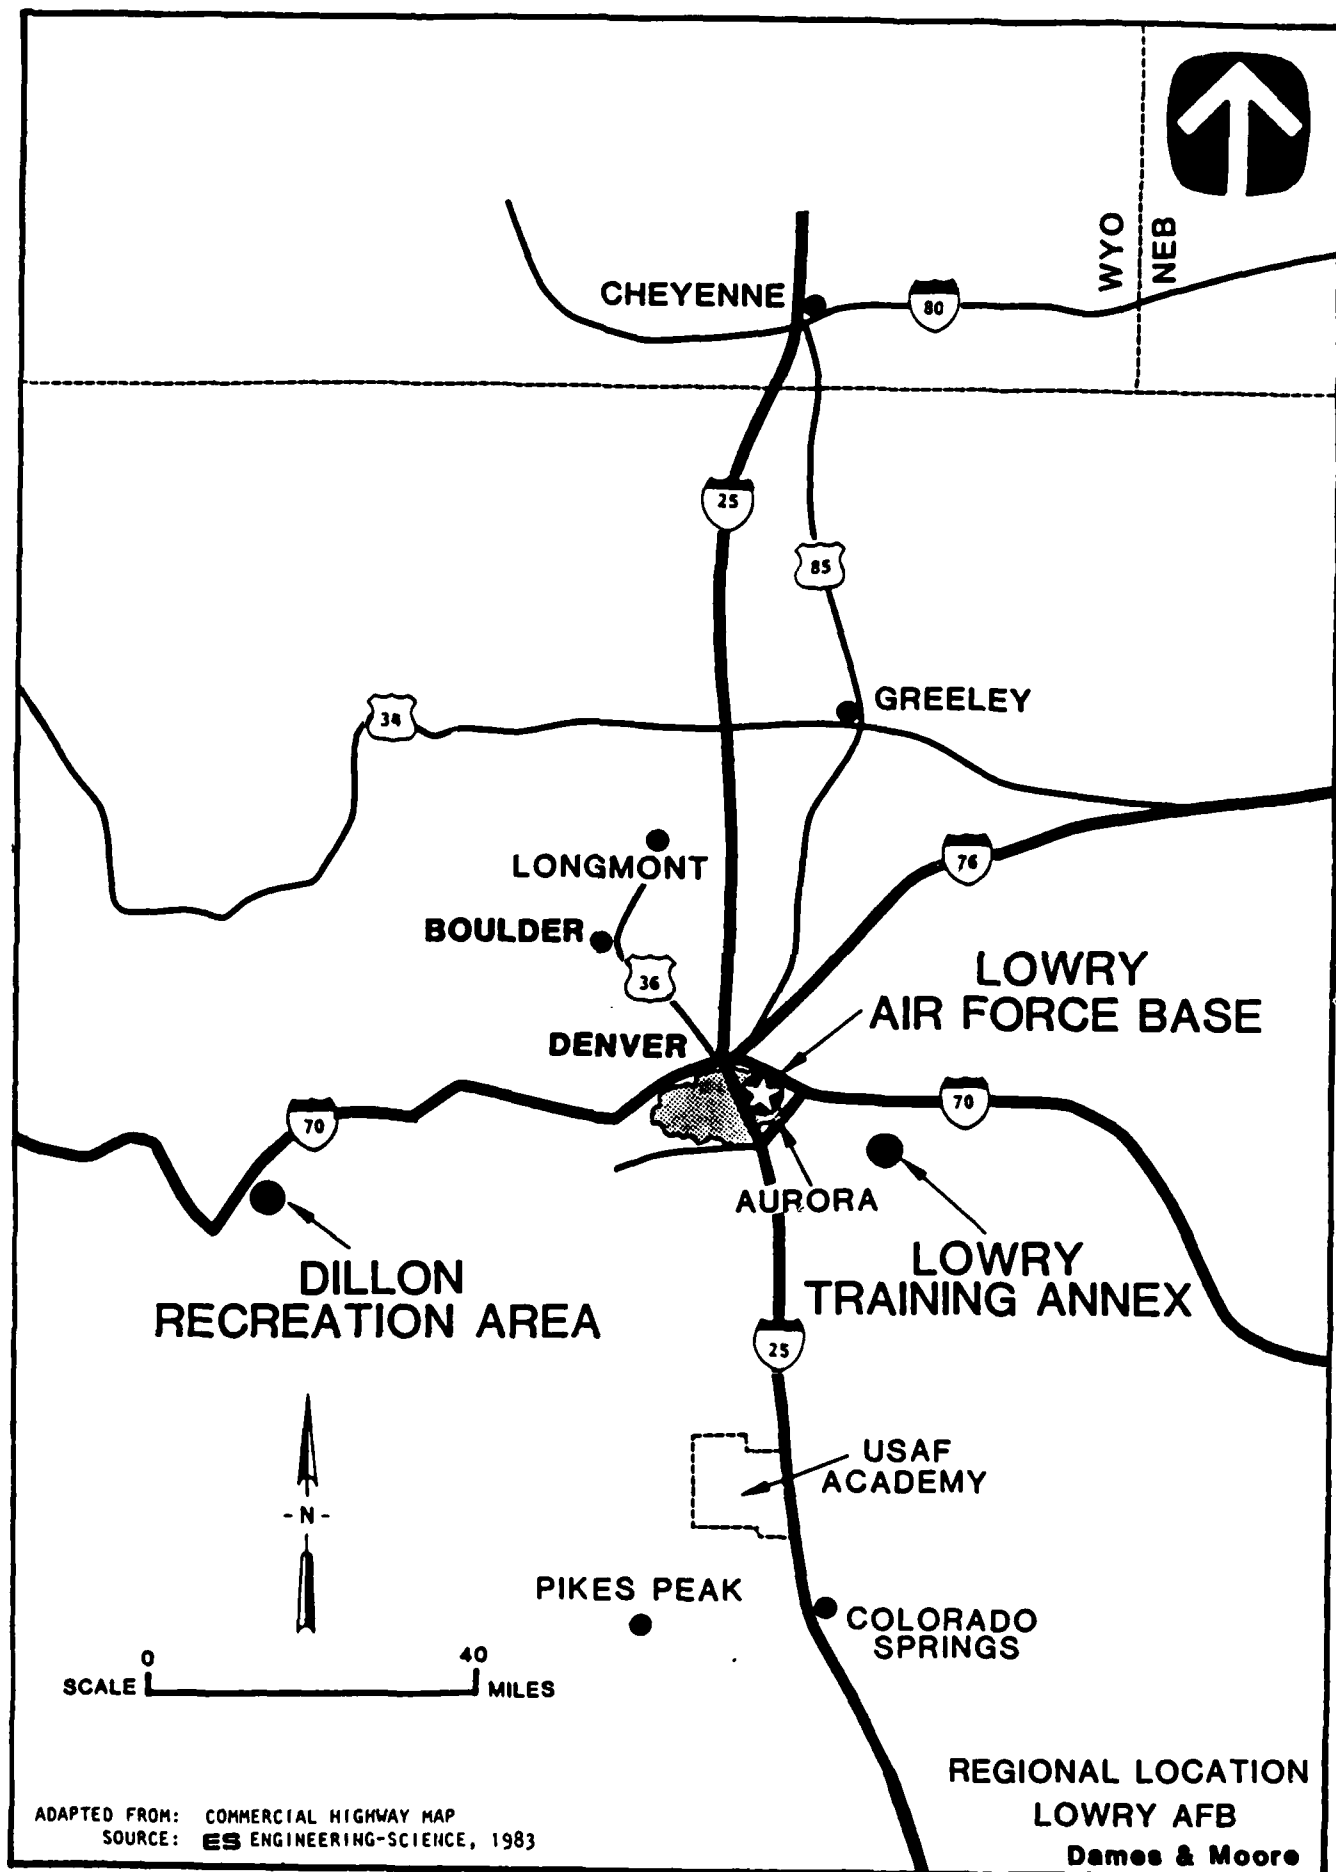 WYO
NEB
CHEYENNE
80
25
85
34
GREELEY
LONGMONT
76
BOULDER
36
LOWRY
AIR FORCE BASE
DENVER
70
70
AURORA
DILLON
RECREATION AREA
LOWRY
TRAINING ANNEX
25
USAF
ACADEMY
- N -
PIKES PEAK
COLORADO
SPRINGS
0 40
SCALE MILES
REGIONAL LOCATION
LOWRY AFB
Dames & Moore
ADAPTED FROM: COMMERCIAL HIGHWAY MAP
SOURCE: ES ENGINEERING-SCIENCE, 1983